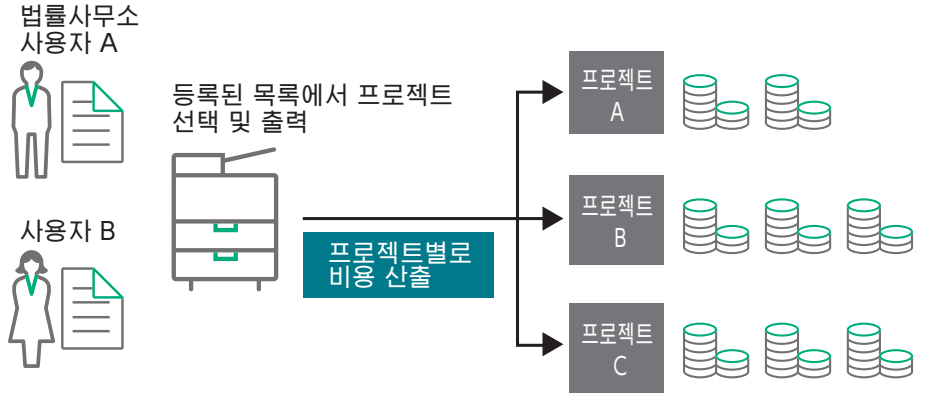 법률사무소
사용자 A
등록된 목록에서 프로젝트
선택 및 출력
사용자 B
프로젝트별로
비용 산출
프로젝트
A
프로젝트
B
프로젝트
C